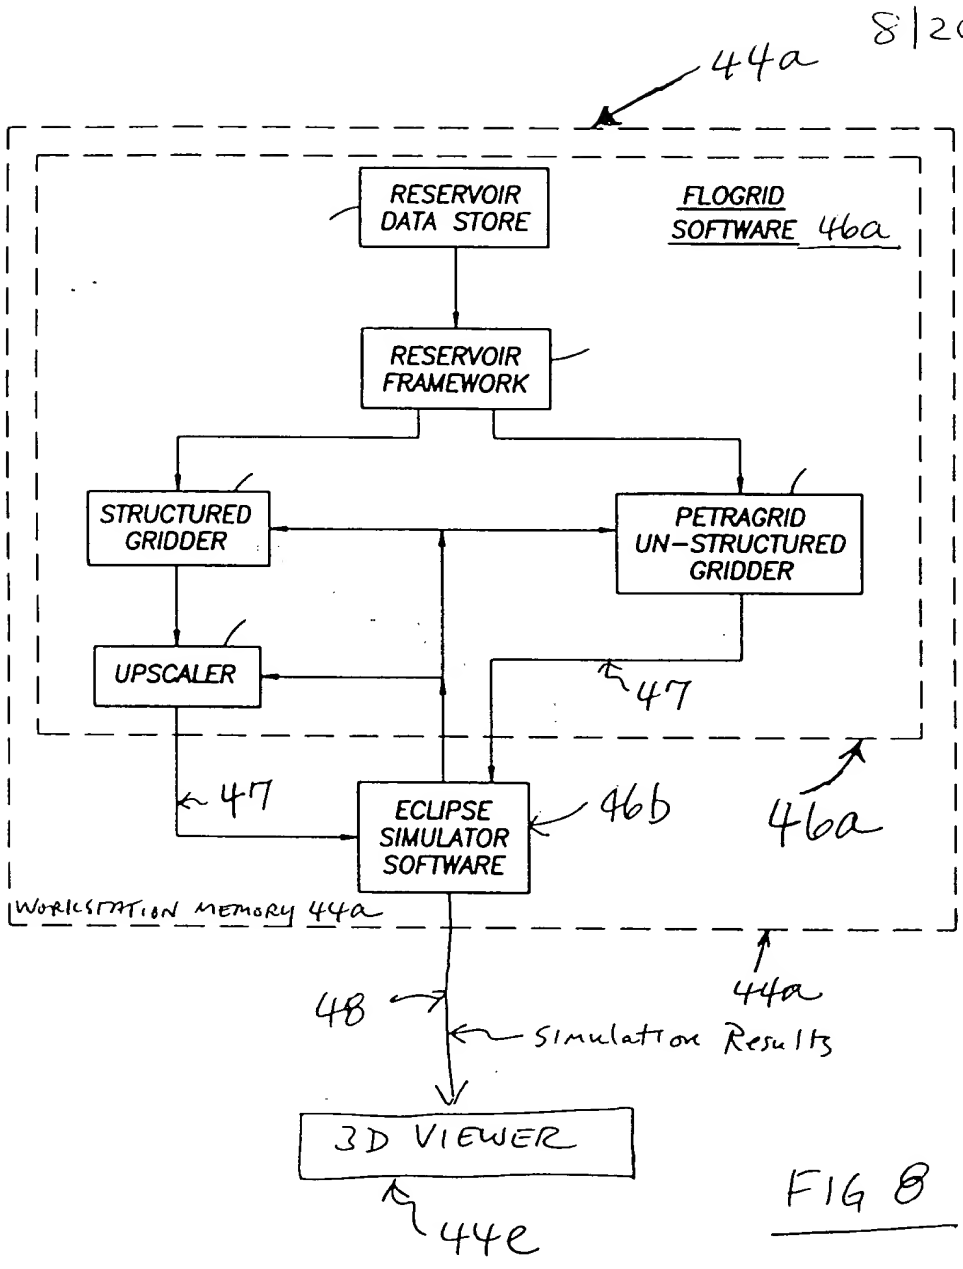 8/20
44a
RESERVOIR
DATA STORE
FLOGRID
SOFTWARE 46a
RESERVOIR
FRAMEWORK
STRUCTURED
GRIDDER
PETRAGRID
UN-STRUCTURED
GRIDDER
UPSCALER
47
47
ECLIPSE
SIMULATOR
SOFTWARE
46b
46a
WORKSTATION MEMORY 44a
44a
48
Simulation Results
3D VIEWER
44e
FIG 8